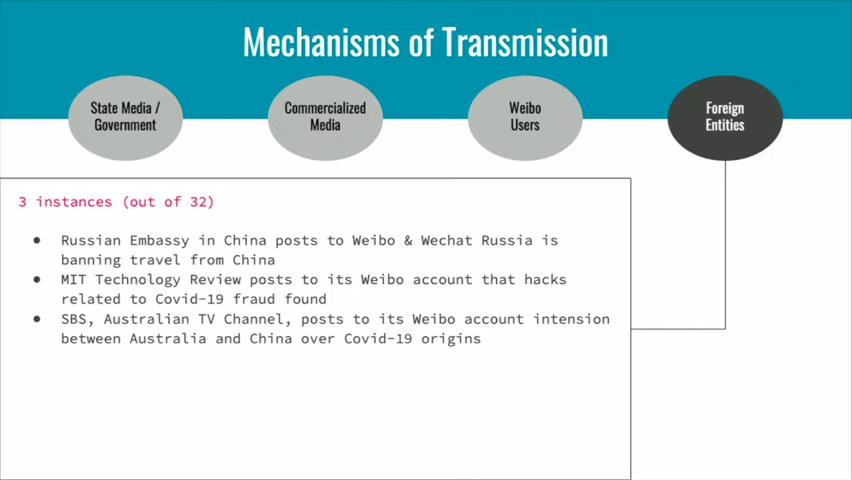 Mechanisms of Transmission
State Media /
Government
Commercialized
Media
Weibo
Users
Foreign
Entities
3 instances (out of 32)
● Russian Embassy in China posts to Weibo & Wechat Russia is
banning travel from China
● MIT Technology Review posts to its Weibo account that hacks
related to Covid-19 fraud found
● SBS, Australian TV Channel, posts to its Weibo account intension
between Australia and China over Covid-19 origins